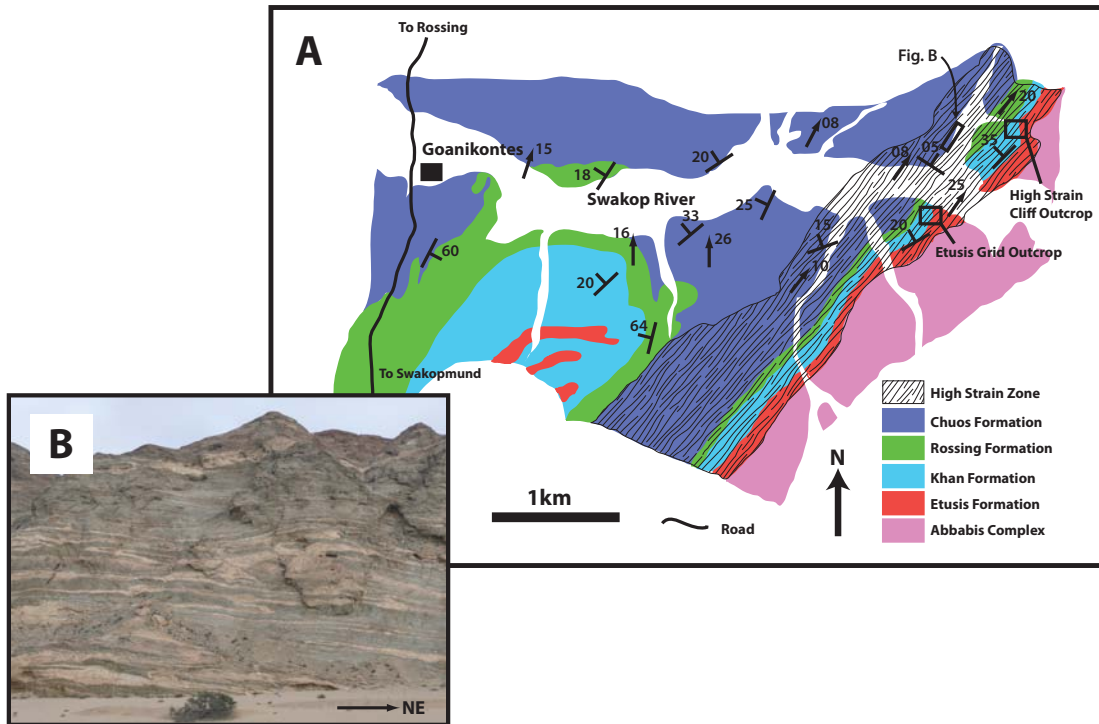 A
To Rossing
Fig. B
20
08
15
Goanikontes
20
08
05
35
18
Swakop River
25
25
High Strain
Cliff Outcrop
33
16
26
15
20
Etusis Grid Outcrop
60
20
10
64
To Swakopmund
High Strain Zone
Chuos Formation
Rossing Formation
Khan Formation
Etusis Formation
Abbabis Complex
N
1km
Road
B
NE